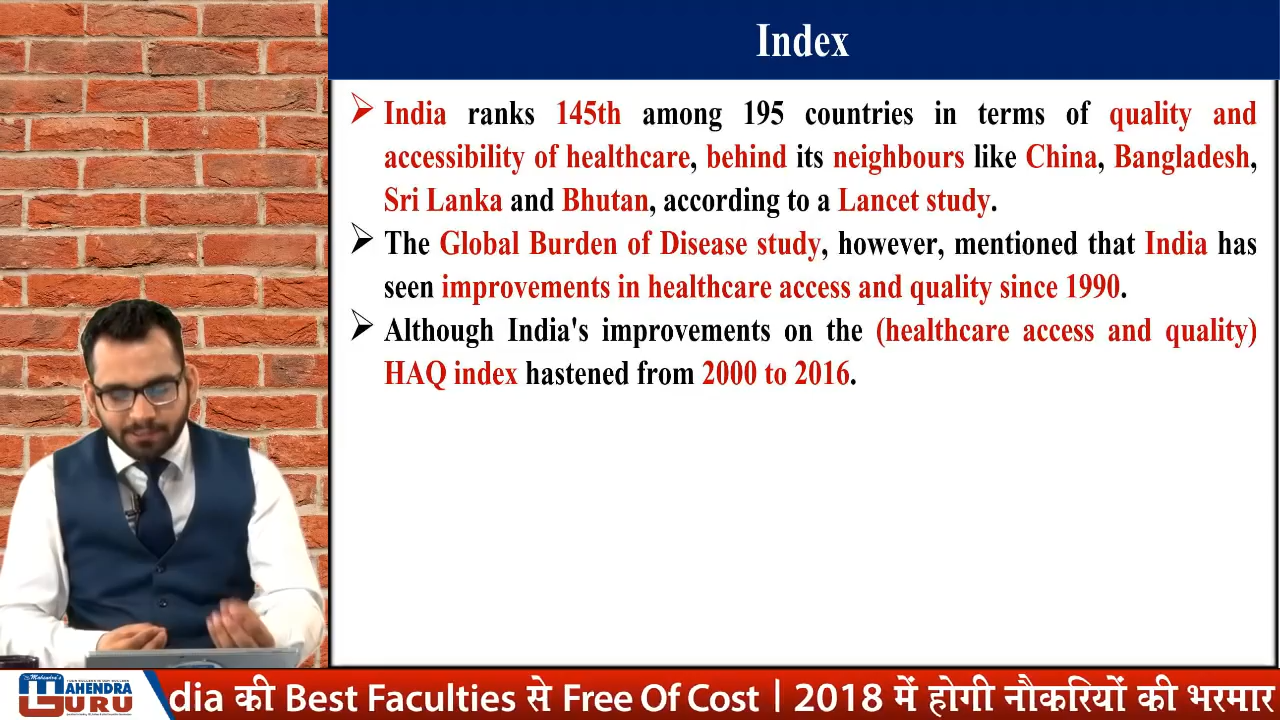 Index
India ranks 145th among 195 countries in terms of quality and
accessibility of healthcare, behind its neighbours like China, Bangladesh,
Sri Lanka and Bhutan, according to a Lancet study.
The Global Burden of Disease study, however, mentioned that India has
seen improvements in healthcare access and quality since 1990.
Although India's improvements on the (healthcare access and quality)
HAQ index hastened from 2000 to 2016.
Mahendra's
MAHENDRA
GURU
dia की Best Faculties से Free Of Cost | 2018 में होगी नौकरियों की भरमार